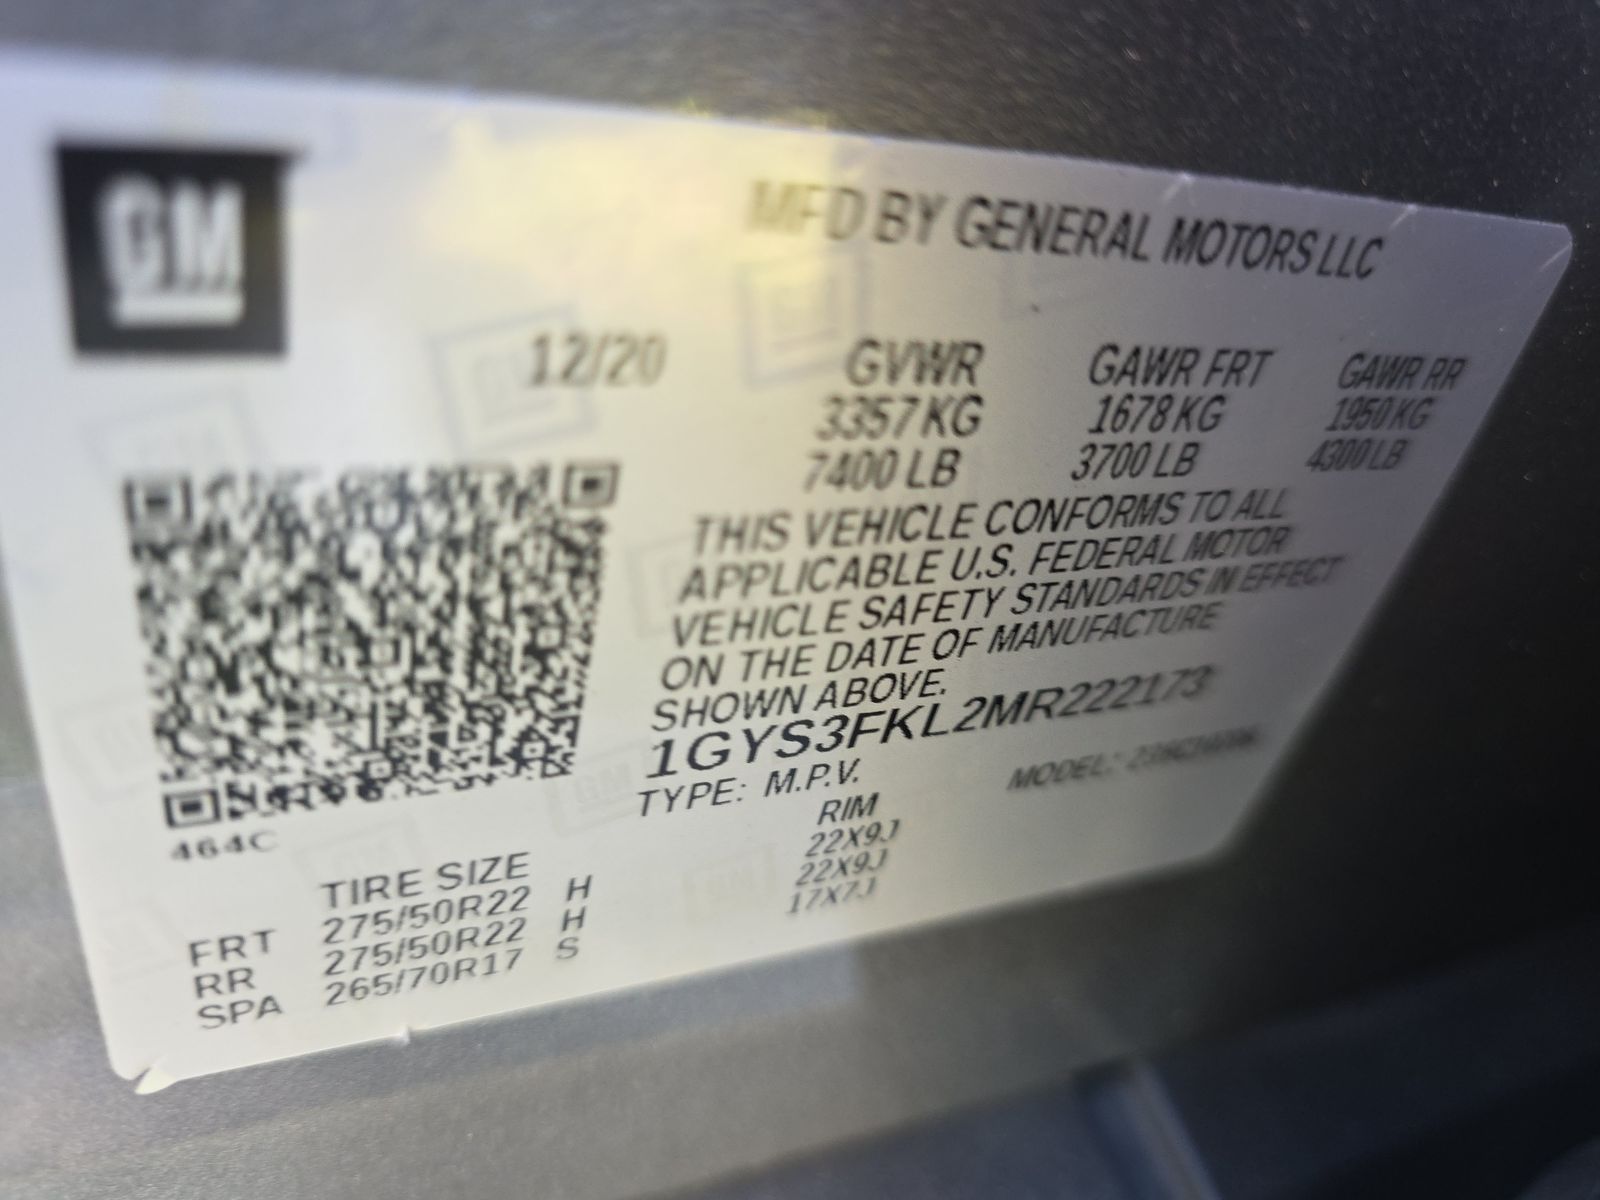 GM
MFD BY GENERAL MOTORS LLC
12/20 GVWR GAWR FRT GAWR RR
3357 KG 1678 KG 1950 KG
7400 LB 3700 LB 4300 LB
THIS VEHICLE CONFORMS TO ALL
APPLICABLE U.S. FEDERAL MOTOR
VEHICLE SAFETY STANDARDS IN EFFECT
ON THE DATE OF MANUFACTURE
SHOWN ABOVE.
1GYS3FKL2MR222173
TYPE: M.P.V. MODEL:
464C
TIRE SIZE RIM
FRT 275/50R22 H 22X9J
RR 275/50R22 H 22X9J
SPA 265/70R17 S 17X7J